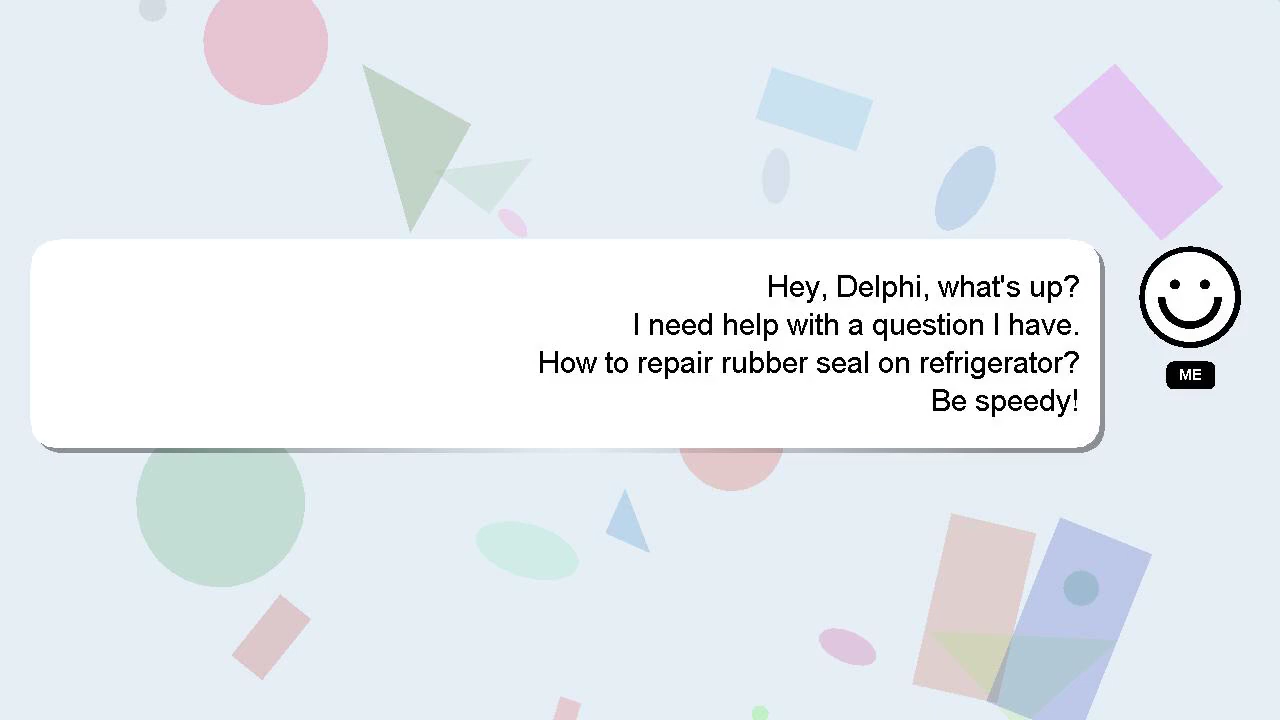 Hey, Delphi, what's up?
I need help with a question I have.
How to repair rubber seal on refrigerator?
Be speedy!
ME